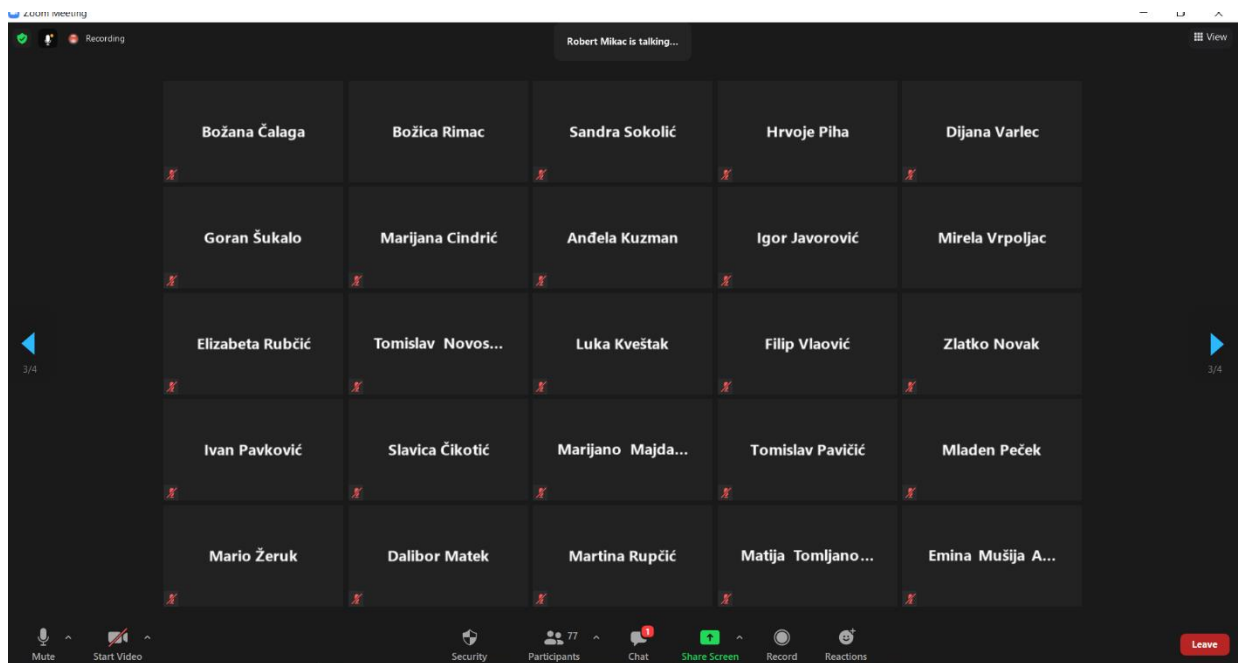 Zoom Meeting
Recording
Robert Mikac is talking...
View
Božana Čalaga
Božica Rimac
Sandra Sokolić
Hrvoje Piha
Dijana Varlec
Goran Šukalo
Marijana Cindrić
Anđela Kuzman
Igor Javorović
Mirela Vrpoljac
Elizabeta Rubčić
Tomislav Novos...
Luka Kveštak
Filip Vlaović
Zlatko Novak
3/4
3/4
Ivan Pavković
Slavica Čikotić
Marijano Majda...
Tomislav Pavičić
Mladen Peček
Mario Žeruk
Dalibor Matek
Martina Rupčić
Matija Tomljano...
Emina Mušija A...
Mute
Start Video
Security
77
Participants
1
Chat
Share Screen
Record
Reactions
Leave